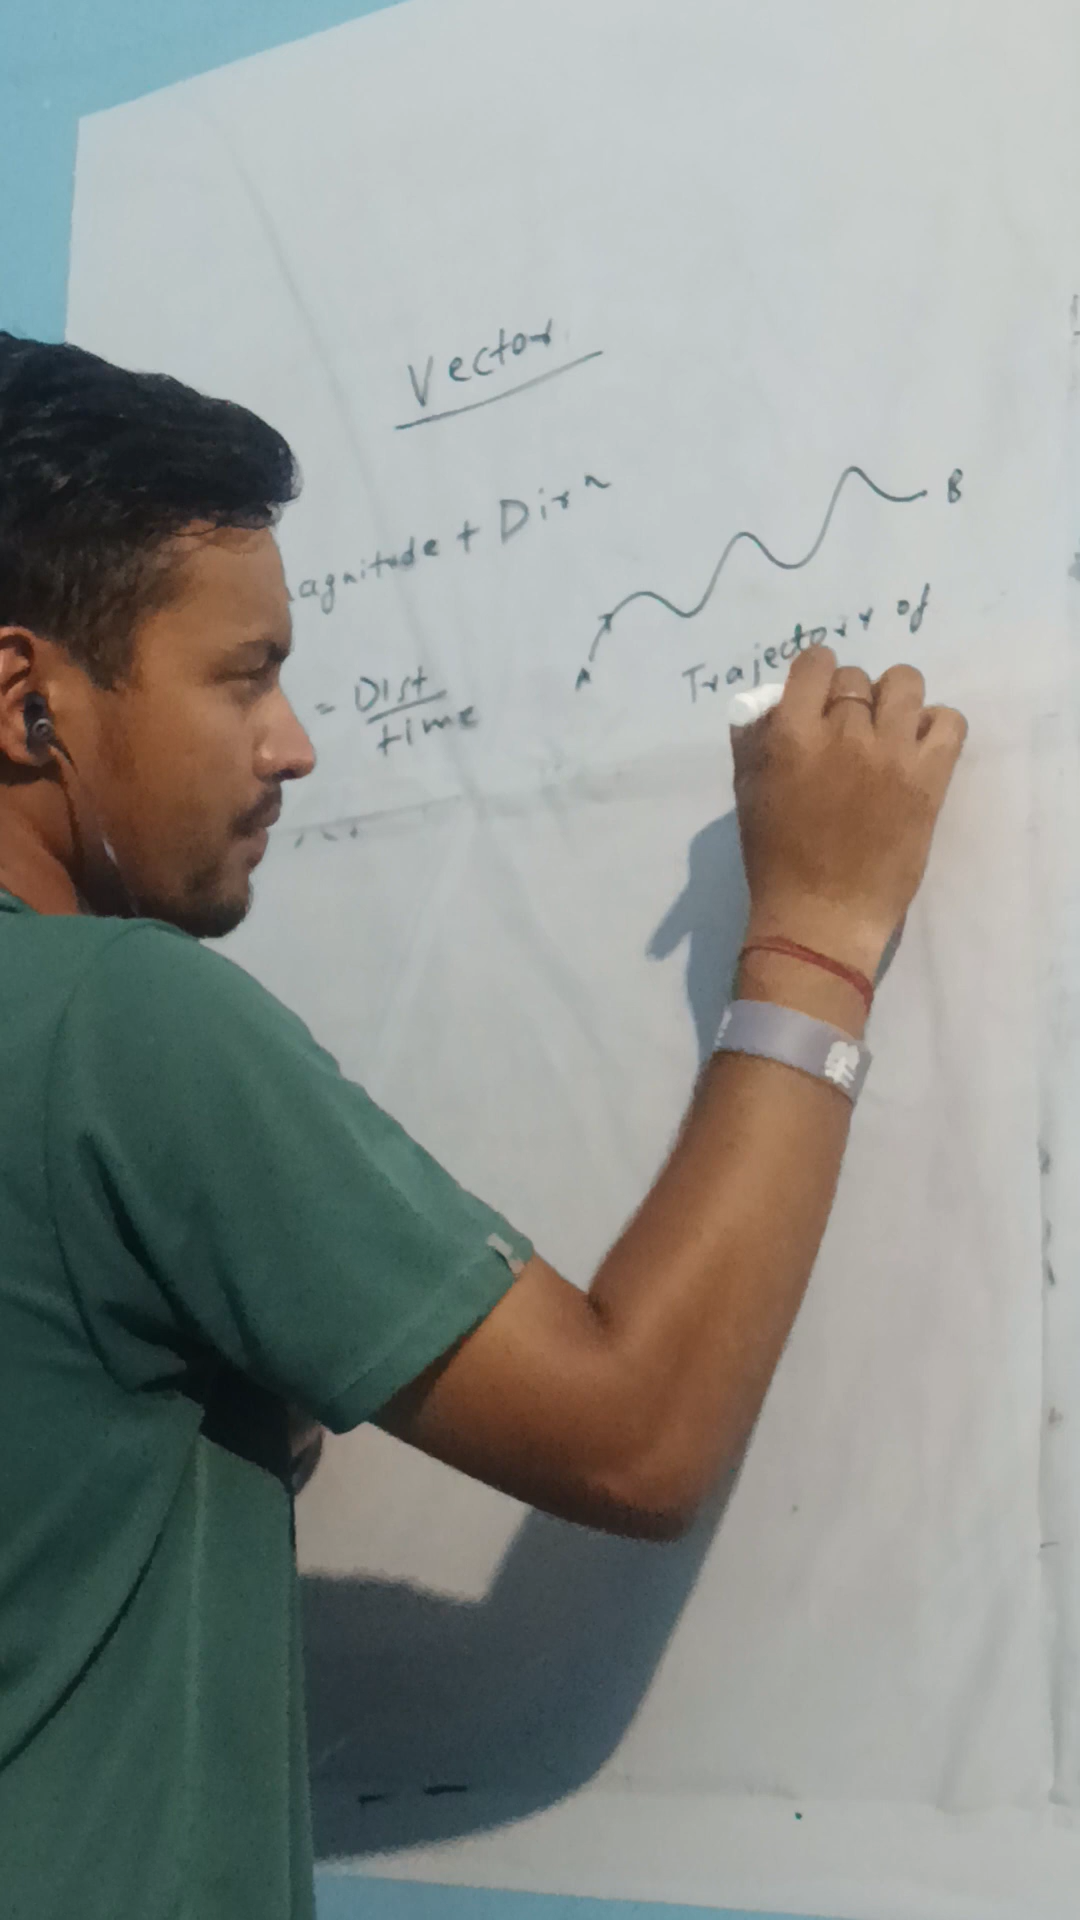 Vector
agnitude + Dirⁿ
= Dist
time
A
B
Trajectory of